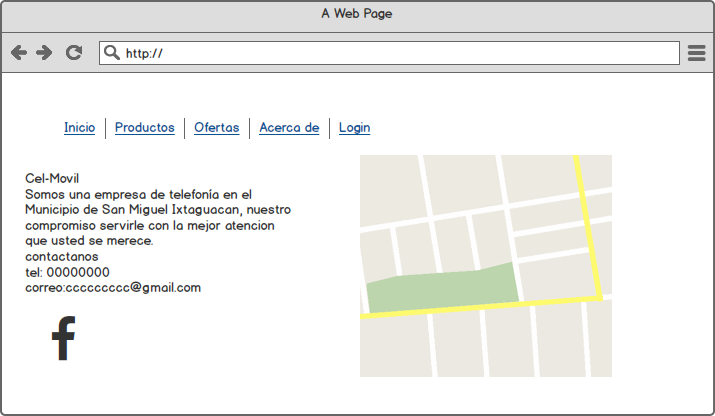 A Web Page
http://
Inicio Productos Ofertas Acerca de Login
Cel-Movil
Somos una empresa de telefonía en el
Municipio de San Miguel Ixtaguacan, nuestro
compromiso servirle con la mejor atencion
que usted se merece.
contactanos
tel: 00000000
correo:ccccccccc@gmail.com